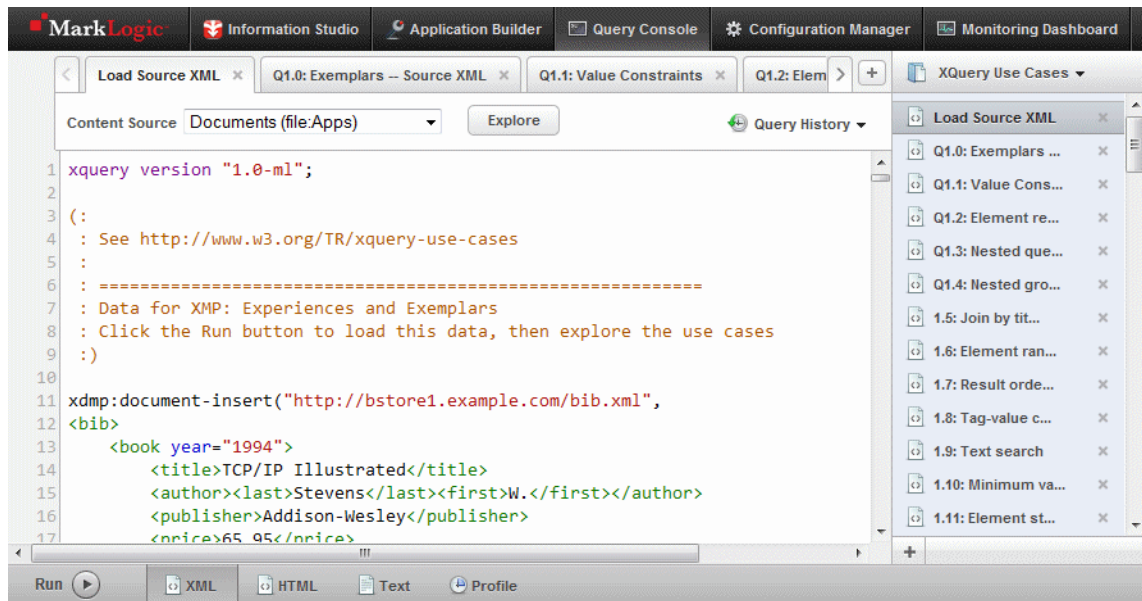 MarkLogic Information Studio Application Builder Query Console Configuration Manager Monitoring Dashboard
Load Source XML × Q1.0: Exemplars -- Source XML × Q1.1: Value Constraints × Q1.2: Elem > + XQuery Use Cases
Content Source Documents (file:Apps) Explore Query History
1 xquery version "1.0-ml";
2
3 (:
4 : See http://www.w3.org/TR/xquery-use-cases
5 :
6 : ===========================================================
7 : Data for XMP: Experiences and Exemplars
8 : Click the Run button to load this data, then explore the use cases
9 :)
10
11 xdmp:document-insert("http://bstore1.example.com/bib.xml",
12 <bib>
13 <book year="1994">
14 <title>TCP/IP Illustrated</title>
15 <author><last>Stevens</last><first>W.</first></author>
16 <publisher>Addison-Wesley</publisher>
17 <price>65.95</price>
Load Source XML ×
Q1.0: Exemplars ... ×
Q1.1: Value Cons... ×
Q1.2: Element re... ×
Q1.3: Nested que... ×
Q1.4: Nested gro... ×
1.5: Join by tit... ×
1.6: Element ran... ×
1.7: Result orde... ×
1.8: Tag-value c... ×
1.9: Text search ×
1.10: Minimum va... ×
1.11: Element st... ×
+
Run XML HTML Text Profile